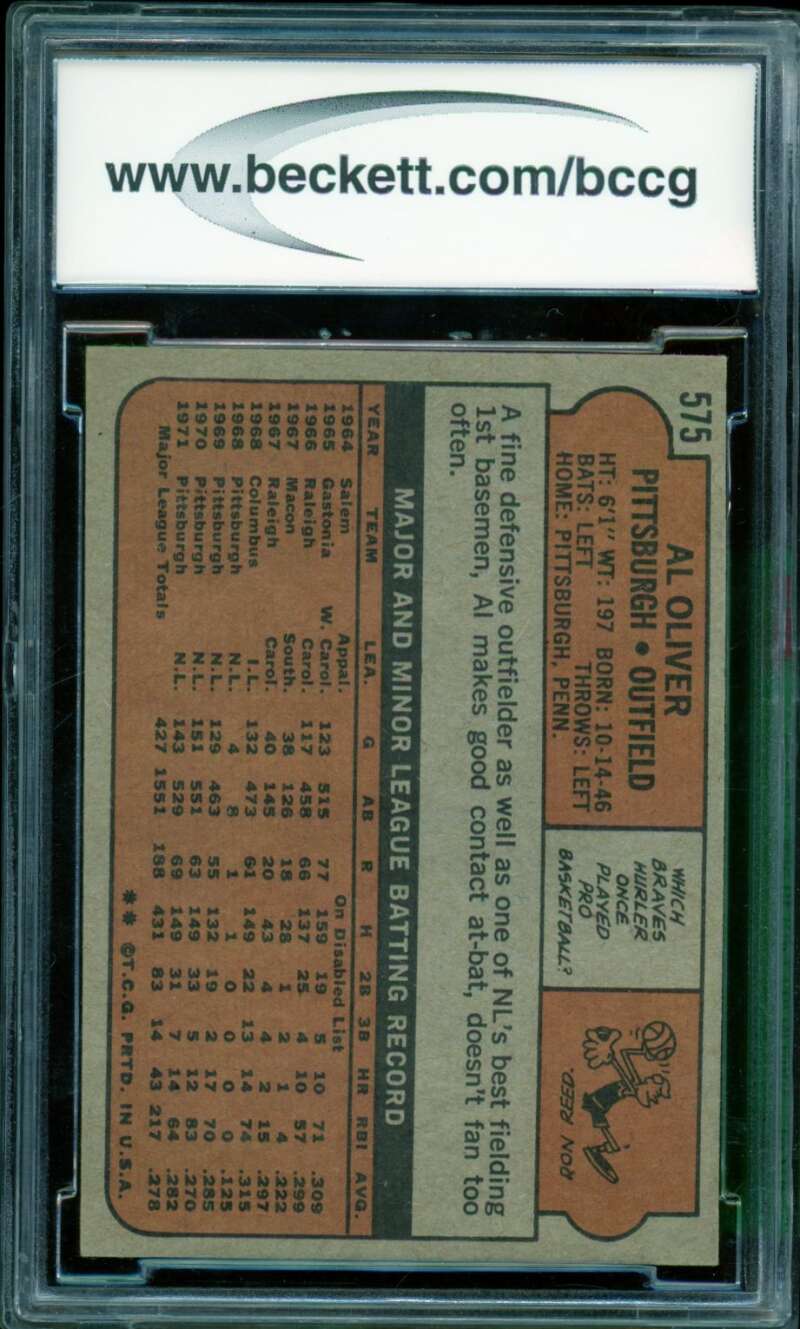 www.beckett.com/bccg
575
AL OLIVER
PITTSBURGH • OUTFIELD
HT: 6'1" WT: 197 BORN: 10-14-46
BATS: LEFT THROWS: LEFT
HOME: PITTSBURGH, PENN.
WHICH
BRAVES
HURLER
ONCE
PLAYED
PRO
BASKETBALL?
RON REED.
A fine defensive outfielder as well as one of NL's best fielding
1st basemen, Al makes good contact at-bat, doesn't fan too
often.
MAJOR AND MINOR LEAGUE BATTING RECORD
YEAR TEAM LEA. G AB R H 2B 3B HR RBI AVG.
1964 Salem Appal. On Disabled List
1965 Gastonia W. Carol. 123 515 77 159 19 5 10 71 .309
1966 Raleigh Carol. 117 458 66 137 25 4 10 57 .299
1967 Macon South. 38 126 18 28 1 2 1 4 .222
1967 Raleigh Carol. 40 145 20 43 4 4 2 15 .297
1968 Columbus I.L. 132 473 61 149 22 13 14 74 .315
1968 Pittsburgh N.L. 4 8 1 1 0 0 0 0 .125
1969 Pittsburgh N.L. 129 463 55 132 19 2 17 70 .285
1970 Pittsburgh N.L. 151 551 63 149 33 5 12 83 .270
1971 Pittsburgh N.L. 143 529 69 149 31 7 14 64 .282
Major League Totals 427 1551 188 431 83 14 43 217 .278
** ©T.C.G. PRTD. IN U.S.A.